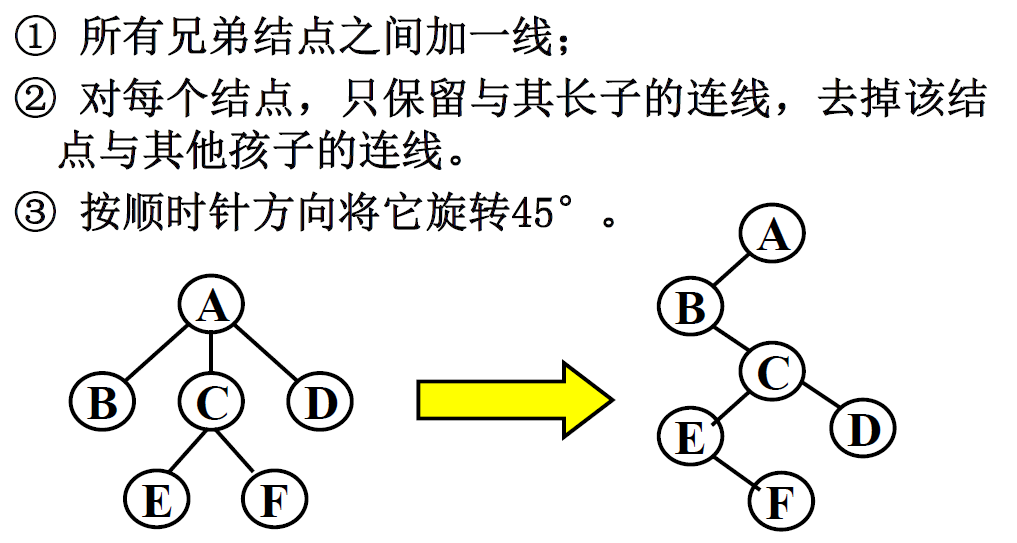 ① 所有兄弟结点之间加一线；
② 对每个结点，只保留与其长子的连线，去掉该结
点与其他孩子的连线。
③ 按顺时针方向将它旋转45°。
A
B C D
E F
A
B
C
E D
F